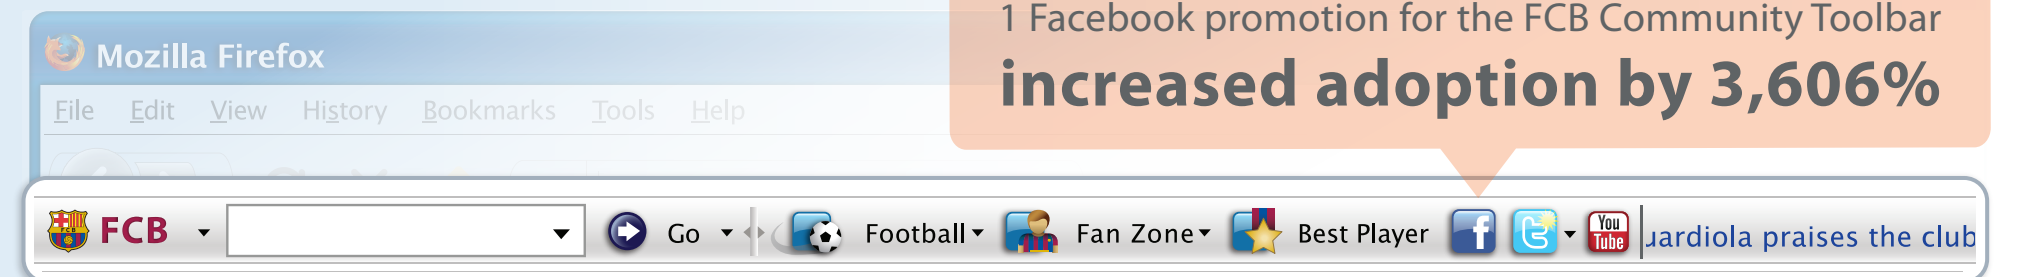 1 Facebook promotion for the FCB Community Toolbar
increased adoption by 3,606%
Mozilla Firefox
File Edit View History Bookmarks Tools Help
FCB Go Football Fan Zone Best Player f t You Tube praises the club